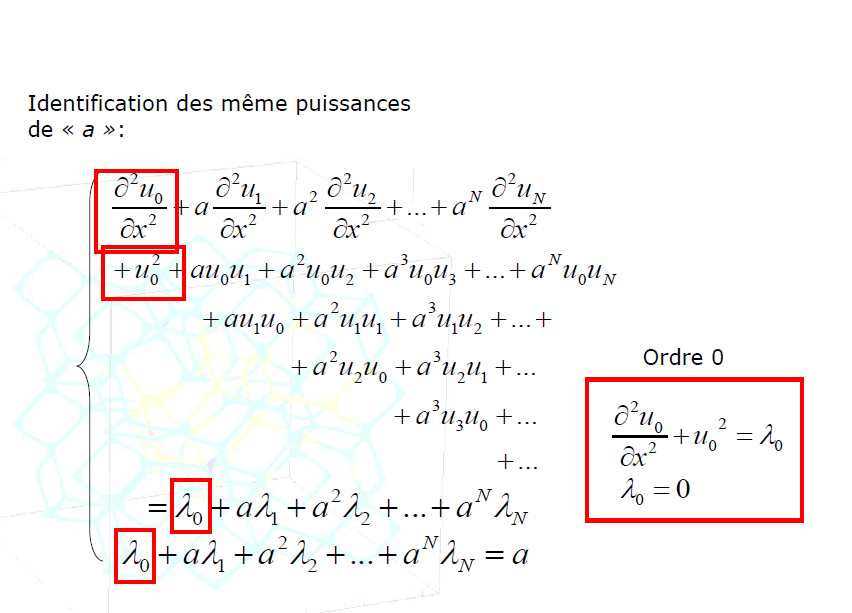 Identification des même puissances
de « a »:
∂²u₀/∂x² + a ∂²u₁/∂x² + a² ∂²u₂/∂x² + ... + a^N ∂²u_N/∂x²
+ u₀² + au₀u₁ + a²u₀u₂ + a³u₀u₃ + ... + a^N u₀u_N
+ au₁u₀ + a²u₁u₁ + a³u₁u₂ + ... +
+ a²u₂u₀ + a³u₂u₁ + ...
+ a³u₃u₀ + ...
+ ...
= λ₀ + aλ₁ + a²λ₂ + ... + a^N λ_N
λ₀ + aλ₁ + a²λ₂ + ... + a^N λ_N = a
Ordre 0
∂²u₀/∂x² + u₀² = λ₀
λ₀ = 0